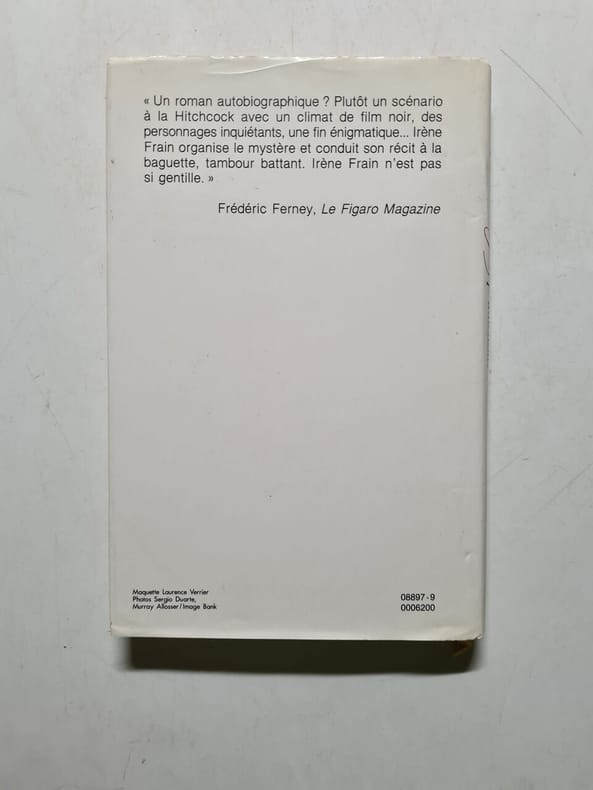 « Un roman autobiographique ? Plutôt un scénario
à la Hitchcock avec un climat de film noir, des
personnages inquiétants, une fin énigmatique... Irène
Frain organise le mystère et conduit son récit à la
baguette, tambour battant. Irène Frain n'est pas
si gentille. »
Frédéric Ferney, Le Figaro Magazine
Maquette Laurence Verrier
Photos Sergio Duarte,
Murray Allosser / Image Bank
08897-9
0006200